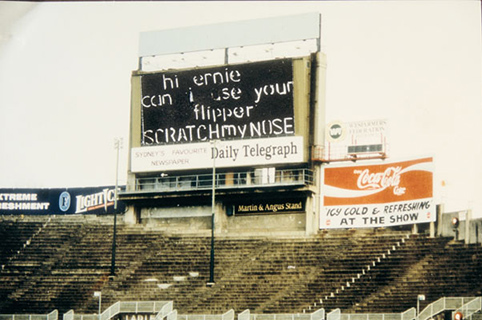 hi ernie
can i use your
flipper
SCRATCHMYNOSE
SYDNEY'S FAVOURITE
NEWSPAPER
Daily Telegraph
Martin & Angus Stand
XTREME
RESHMENT
LIGHT ICE
Coca-Cola
ICY COLD & REFRESHING
AT THE SHOW